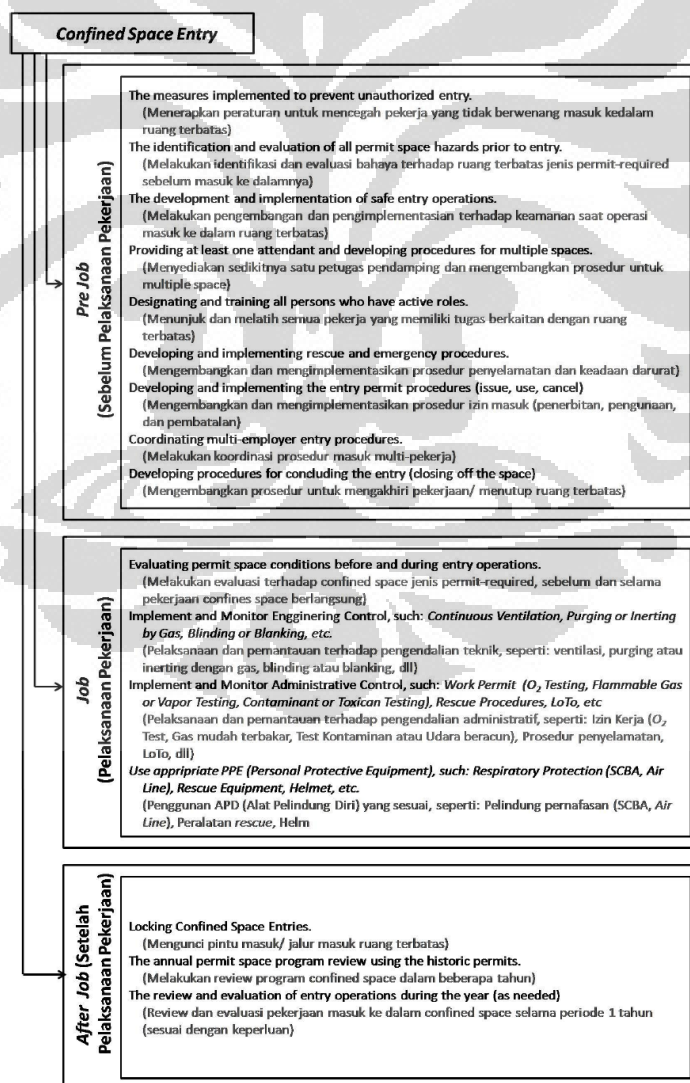 Confined Space Entry
Pre Job
(Sebelum Pelaksanaan Pekerjaan)
The measures implemented to prevent unauthorized entry.
(Menerapkan peraturan untuk mencegah pekerja yang tidak berwenang masuk kedalam
ruang terbatas)
The identification and evaluation of all permit space hazards prior to entry.
(Melakukan identifikasi dan evaluasi bahaya terhadap ruang terbatas jenis permit-required
sebelum masuk ke dalamnya)
The development and implementation of safe entry operations.
(Melakukan pengembangan dan pengimplementasian terhadap keamanan saat operasi
masuk ke dalam ruang terbatas)
Providing at least one attendant and developing procedures for multiple spaces.
(Menyediakan sedikitnya satu petugas pendamping dan mengembangkan prosedur untuk
multiple space)
Designating and training all persons who have active roles.
(Menunjuk dan melatih semua pekerja yang memiliki tugas berkaitan dengan ruang
terbatas)
Developing and implementing rescue and emergency procedures.
(Mengembangkan dan mengimplementasikan prosedur penyelamatan dan keadaan darurat)
Developing and implementing the entry permit procedures (issue, use, cancel)
(Mengembangkan dan mengimplementasikan prosedur izin masuk (penerbitan, pengunaan,
dan pembatalan)
Coordinating multi-employer entry procedures.
(Melakukan koordinasi prosedur masuk multi-pekerja)
Developing procedures for concluding the entry (closing off the space)
(Mengembangkan prosedur untuk mengakhiri pekerjaan/ menutup ruang terbatas)
Job
(Pelaksanaan Pekerjaan)
Evaluating permit space conditions before and during entry operations.
(Melakukan evaluasi terhadap confined space jenis permit-required, sebelum dan selama
pekerjaan confines space berlangsung)
Implement and Monitor Engginering Control, such: Continuous Ventilation, Purging or Inerting
by Gas, Blinding or Blanking, etc.
(Pelaksanaan dan pemantauan terhadap pengendalian teknik, seperti: ventilasi, purging atau
inerting dengan gas, blinding atau blanking, dll)
Implement and Monitor Administrative Control, such: Work Permit (O₂ Testing, Flammable Gas
or Vapor Testing, Contaminant or Toxican Testing), Rescue Procedures, LoTo, etc
(Pelaksanaan dan pemantauan terhadap pengendalian administratif, seperti: Izin Kerja (O₂
Test, Gas mudah terbakar, Test Kontaminan atau Udara beracun), Prosedur penyelamatan,
LoTo, dll)
Use appripriate PPE (Personal Protective Equipment), such: Respiratory Protection (SCBA, Air
Line), Rescue Equipment, Helmet, etc.
(Penggunan APD (Alat Pelindung Diri) yang sesuai, seperti: Pelindung pernafasan (SCBA, Air
Line), Peralatan rescue, Helm
After Job (Setelah
Pelaksanaan Pekerjaan)
Locking Confined Space Entries.
(Mengunci pintu masuk/ jalur masuk ruang terbatas)
The annual permit space program review using the historic permits.
(Melakukan review program confined space dalam beberapa tahun)
The review and evaluation of entry operations during the year (as needed)
(Review dan evaluasi pekerjaan masuk ke dalam confined space selama periode 1 tahun
(sesuai dengan keperluan)